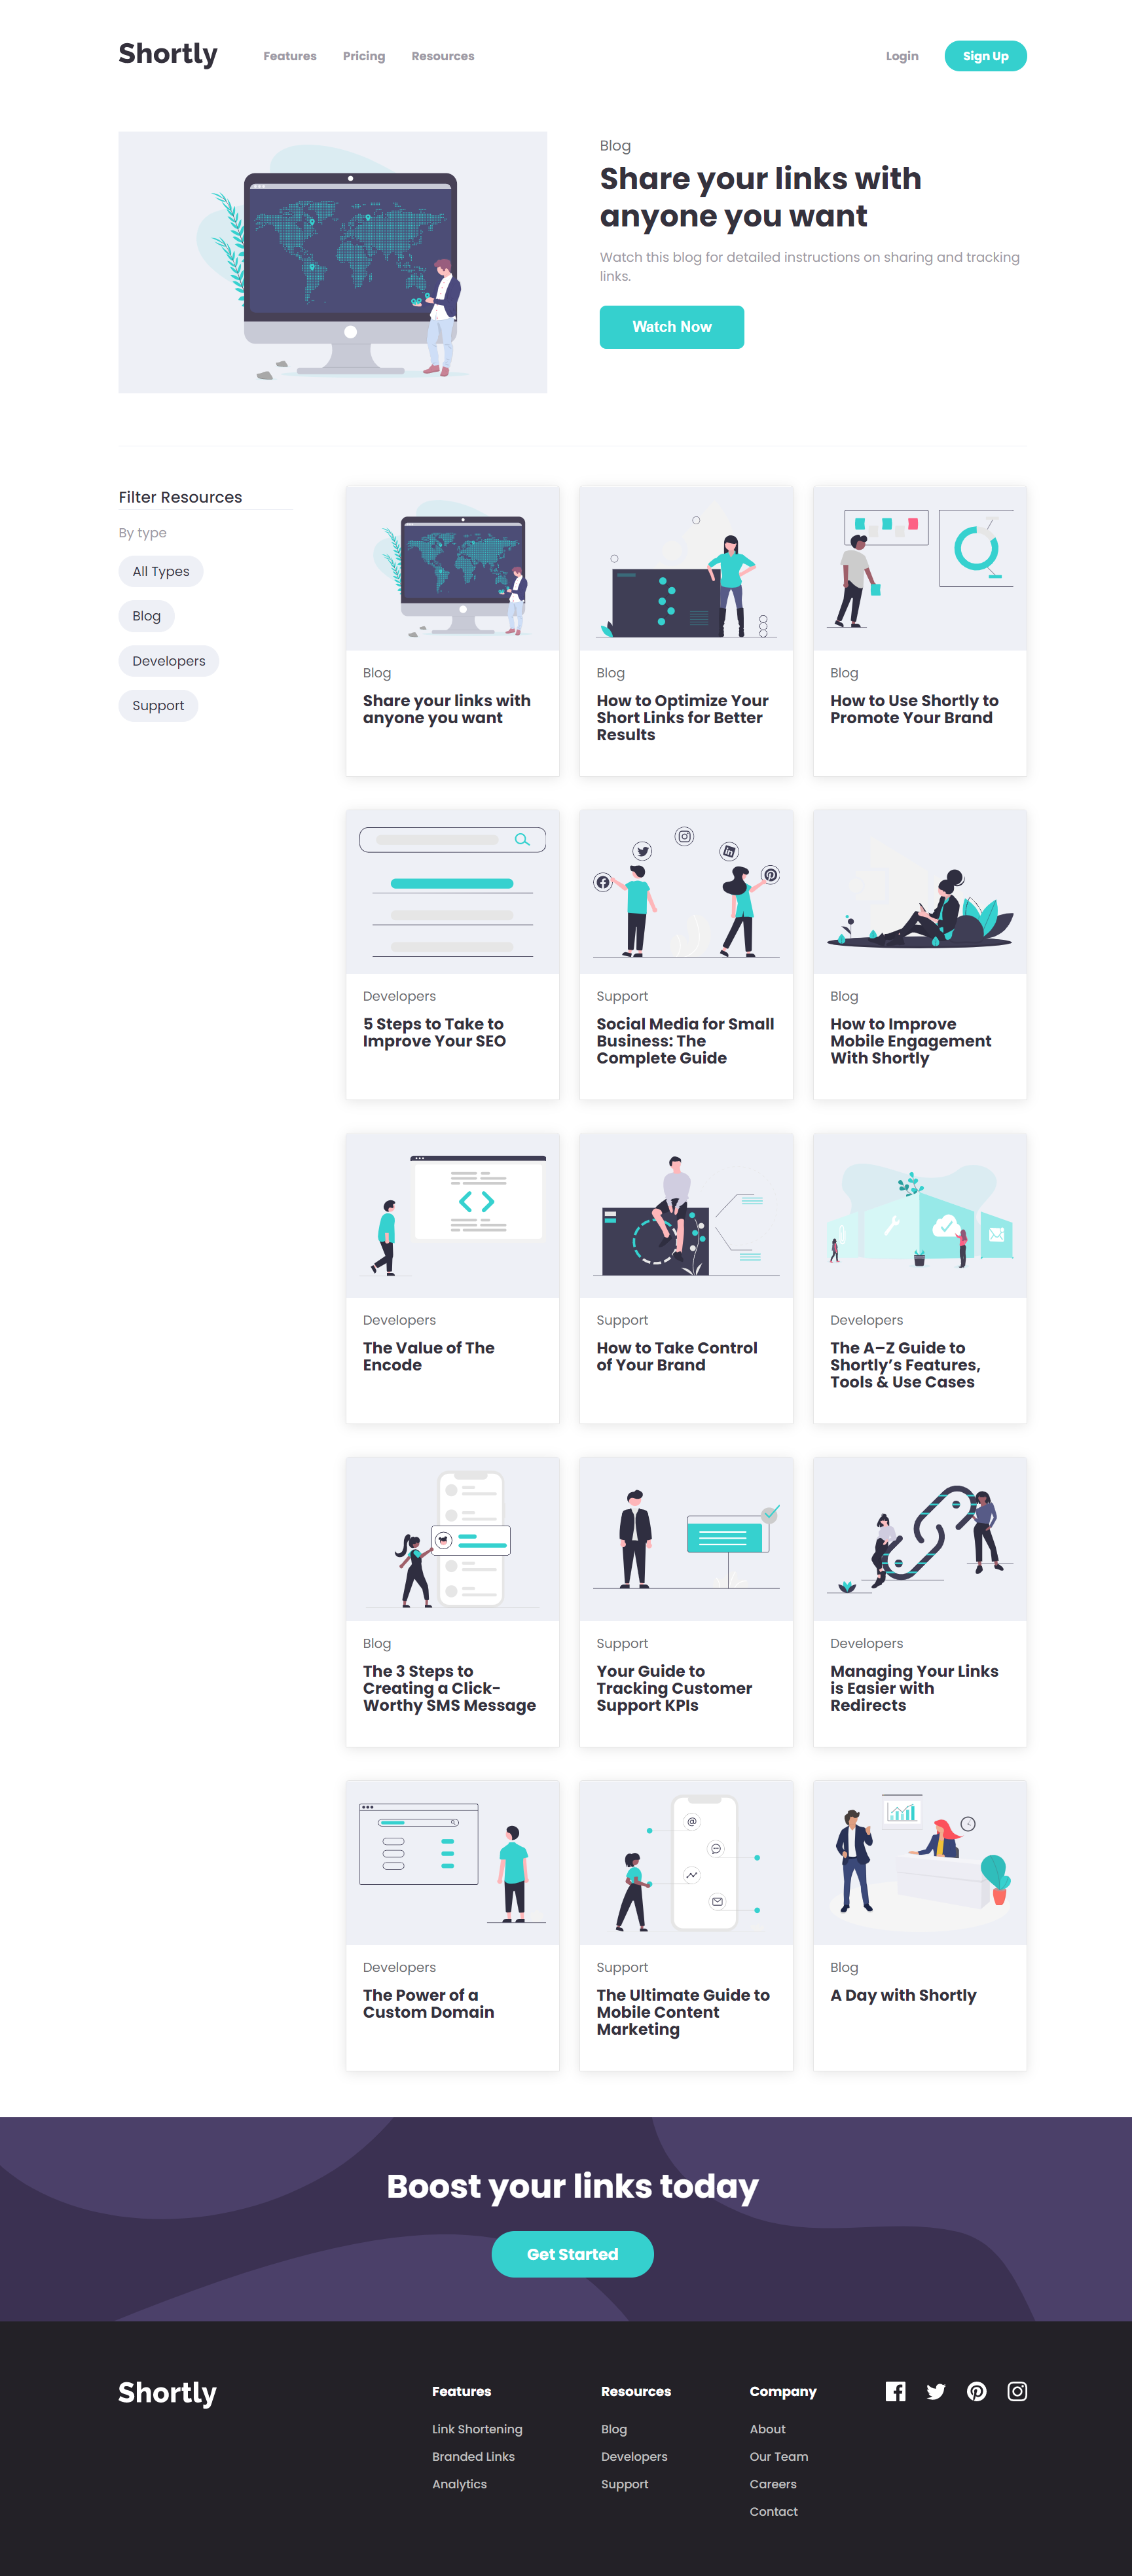 Shortly
Features
Pricing
Resources
Login
Sign Up
Blog
Share your links with
anyone you want
Watch this blog for detailed instructions on sharing and tracking
links.
Watch Now
Filter Resources
By type
All Types
Blog
Developers
Support
Blog
Share your links with
anyone you want
Blog
How to Optimize Your
Short Links for Better
Results
Blog
How to Use Shortly to
Promote Your Brand
Developers
5 Steps to Take to
Improve Your SEO
Support
Social Media for Small
Business: The
Complete Guide
Blog
How to Improve
Mobile Engagement
With Shortly
Developers
The Value of The
Encode
Support
How to Take Control
of Your Brand
Developers
The A–Z Guide to
Shortly’s Features,
Tools & Use Cases
Blog
The 3 Steps to
Creating a Click-
Worthy SMS Message
Support
Your Guide to
Tracking Customer
Support KPIs
Developers
Managing Your Links
is Easier with
Redirects
Developers
The Power of a
Custom Domain
Support
The Ultimate Guide to
Mobile Content
Marketing
Blog
A Day with Shortly
Boost your links today
Get Started
Shortly
Features
Link Shortening
Branded Links
Analytics
Resources
Blog
Developers
Support
Company
About
Our Team
Careers
Contact